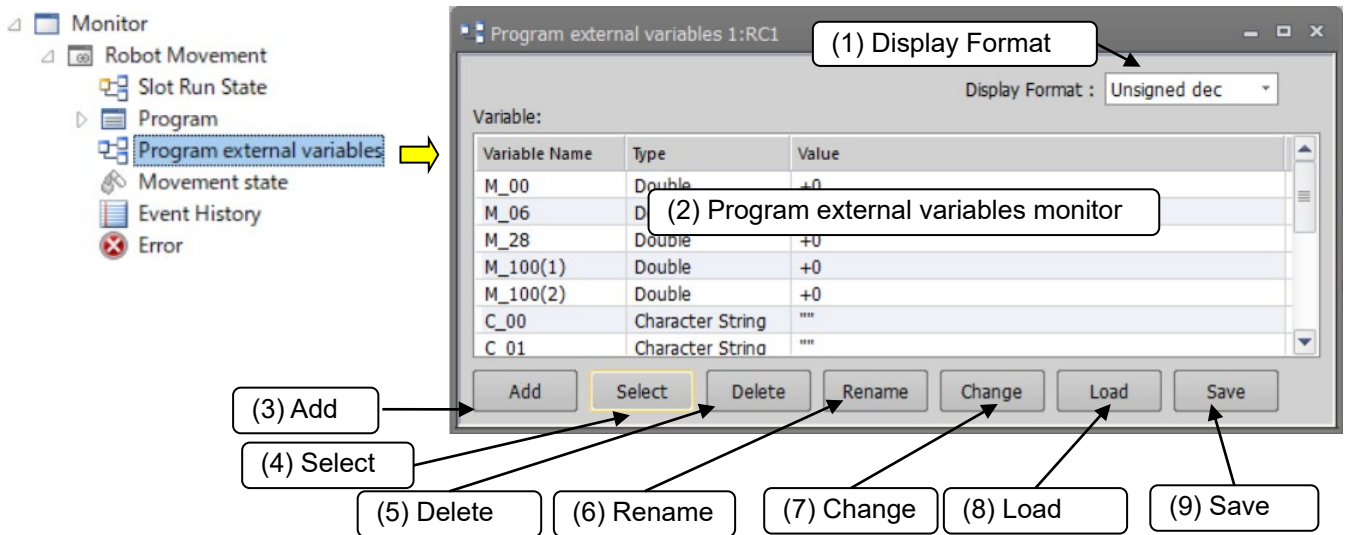 Monitor
Robot Movement
Slot Run State
Program
Program external variables
Movement state
Event History
Error
Program external variables 1:RC1
(1) Display Format
Display Format : Unsigned dec
Variable:
Variable Name Type Value
M_00 Double +0
M_06 D
(2) Program external variables monitor
M_28 Double +0
M_100(1) Double +0
M_100(2) Double +0
C_00 Character String ""
C_01 Character String ""
Add Select Delete Rename Change Load Save
(3) Add
(4) Select
(5) Delete (6) Rename (7) Change (8) Load (9) Save